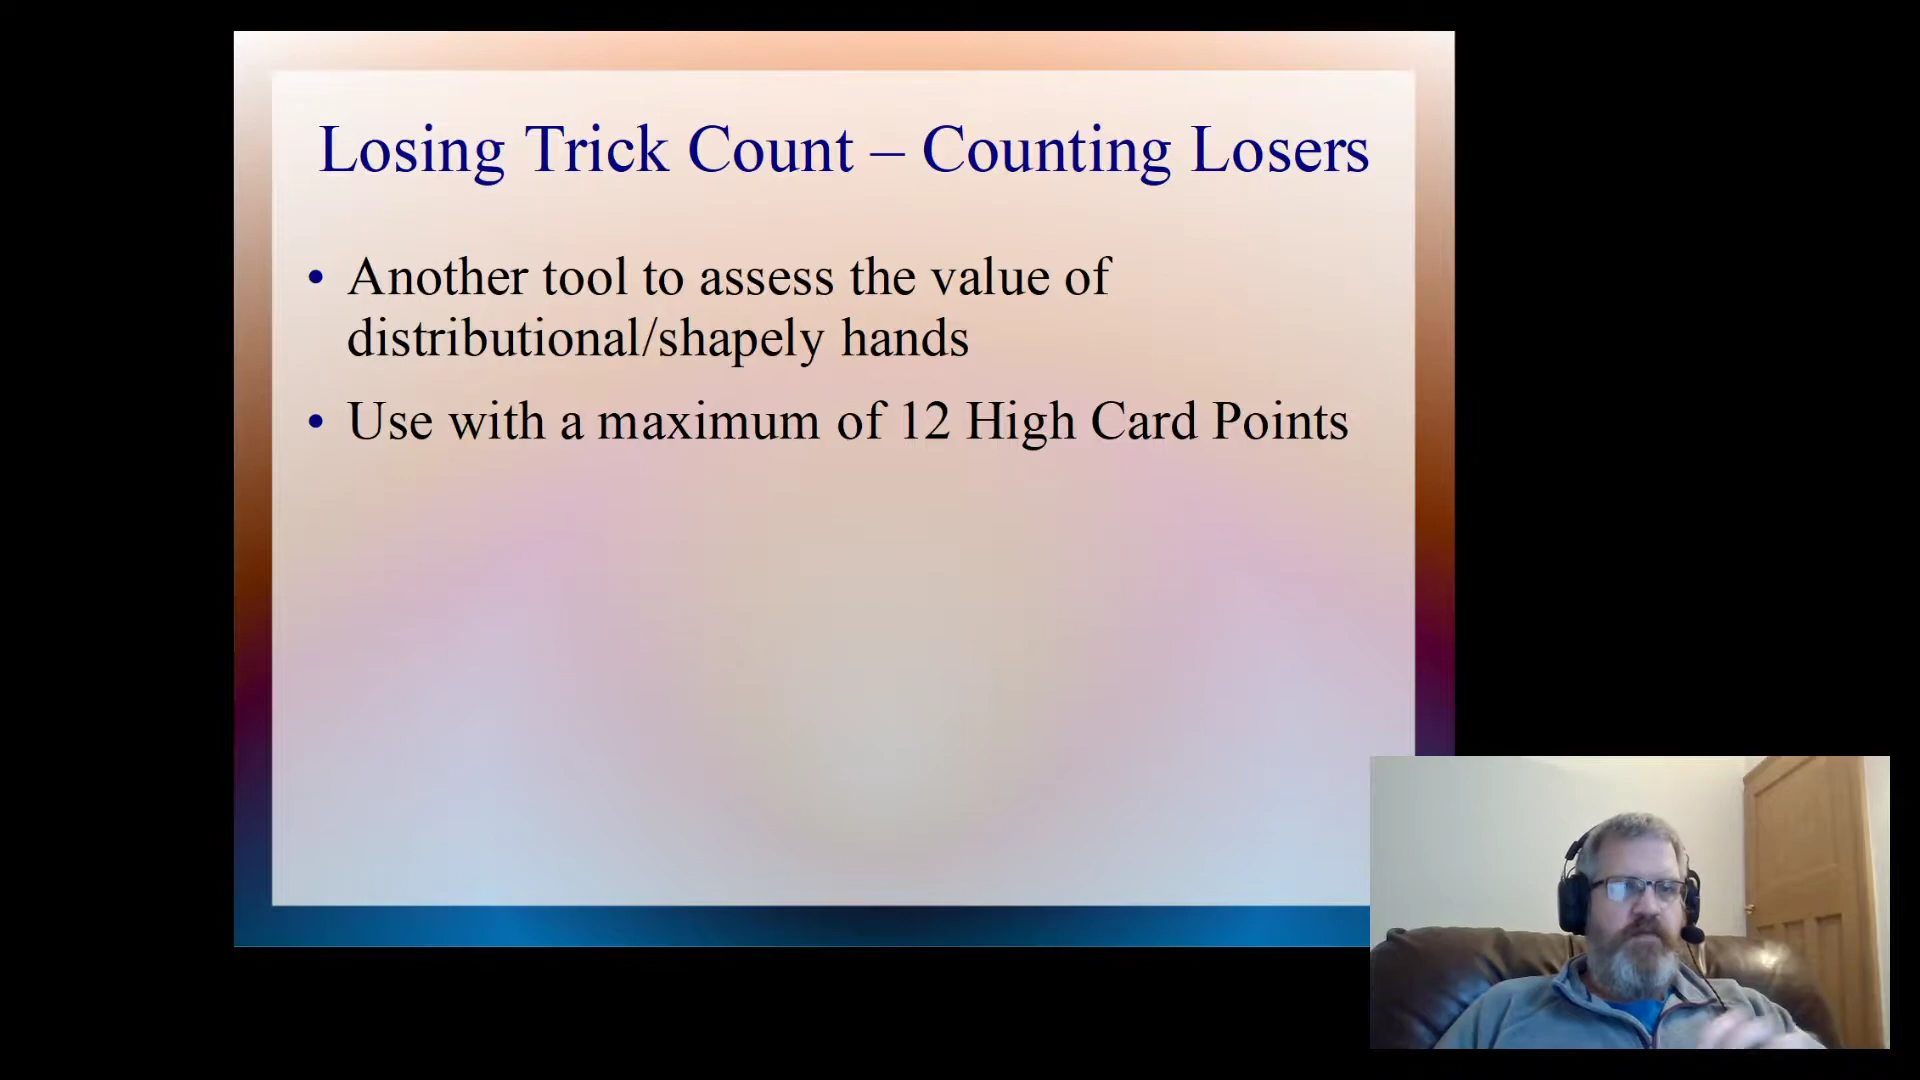 Losing Trick Count – Counting Losers
• Another tool to assess the value of
distributional/shapely hands
• Use with a maximum of 12 High Card Points